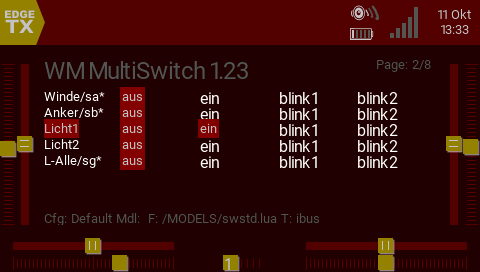 EDGE
TX
11 Okt
13:33
WM MultiSwitch 1.23
Page: 2/8
Winde/sa* aus ein blink1 blink2
Anker/sb* aus ein blink1 blink2
Licht1 aus ein blink1 blink2
Licht2 aus ein blink1 blink2
L-Alle/sg* aus ein blink1 blink2
Cfg: Default Mdl: F: /MODELS/swstd.lua T: ibus
1